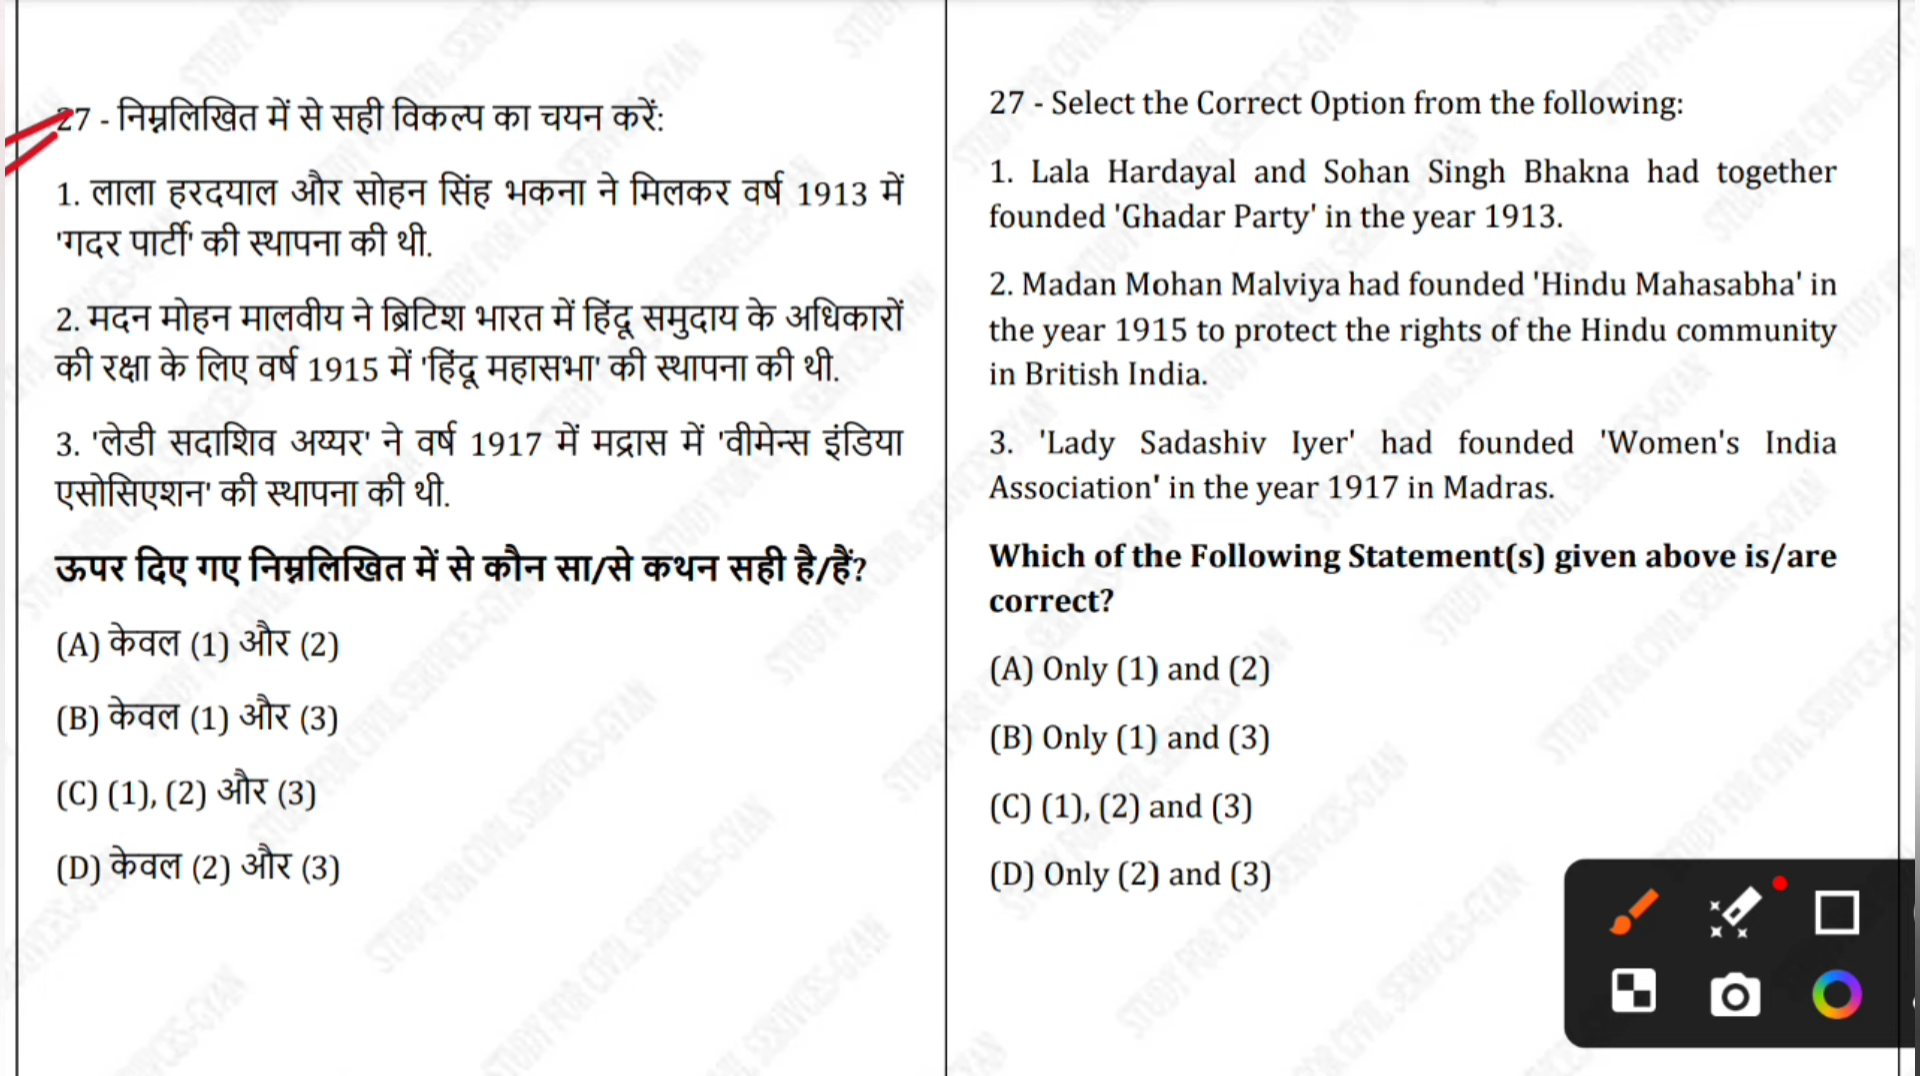 27 - निम्नलिखित में से सही विकल्प का चयन करें:
1. लाला हरदयाल और सोहन सिंह भकना ने मिलकर वर्ष 1913 में
'गदर पार्टी' की स्थापना की थी.
2. मदन मोहन मालवीय ने ब्रिटिश भारत में हिंदू समुदाय के अधिकारों
की रक्षा के लिए वर्ष 1915 में 'हिंदू महासभा' की स्थापना की थी.
3. 'लेडी सदाशिव अय्यर' ने वर्ष 1917 में मद्रास में 'वीमेन्स इंडिया
एसोसिएशन' की स्थापना की थी.
ऊपर दिए गए निम्नलिखित में से कौन सा/से कथन सही है/हैं?
(A) केवल (1) और (2)
(B) केवल (1) और (3)
(C) (1), (2) और (3)
(D) केवल (2) और (3)
27 - Select the Correct Option from the following:
1. Lala Hardayal and Sohan Singh Bhakna had together
founded 'Ghadar Party' in the year 1913.
2. Madan Mohan Malviya had founded 'Hindu Mahasabha' in
the year 1915 to protect the rights of the Hindu community
in British India.
3. 'Lady Sadashiv Iyer' had founded 'Women's India
Association' in the year 1917 in Madras.
Which of the Following Statement(s) given above is/are
correct?
(A) Only (1) and (2)
(B) Only (1) and (3)
(C) (1), (2) and (3)
(D) Only (2) and (3)
STUDY FOR CIVIL SERIVCES-GYAN